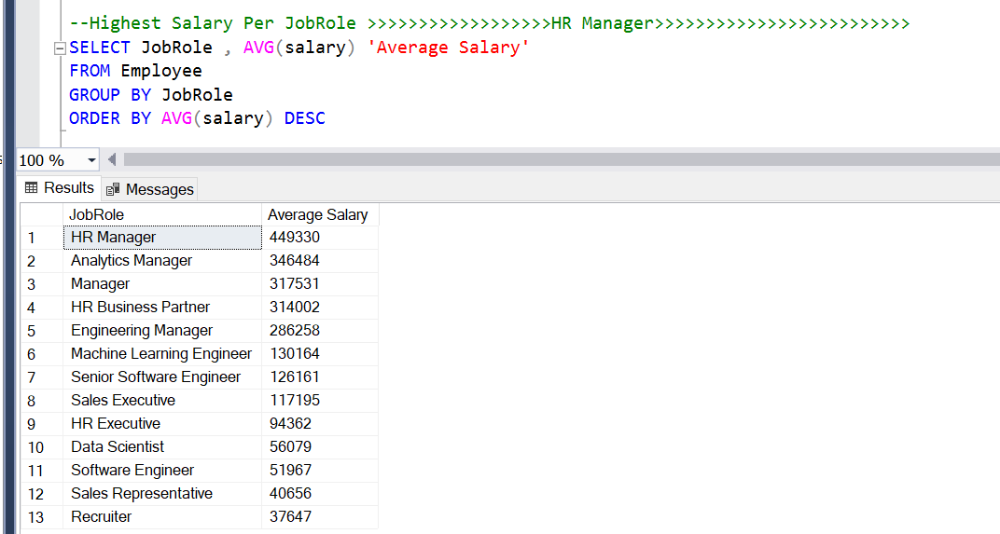 --Highest Salary Per JobRole >>>>>>>>>>>>>>>>>>HR Manager>>>>>>>>>>>>>>>>>>>>>>>>>
SELECT JobRole , AVG(salary) 'Average Salary'
FROM Employee
GROUP BY JobRole
ORDER BY AVG(salary) DESC
100 %
Results Messages
JobRole Average Salary
1 HR Manager 449330
2 Analytics Manager 346484
3 Manager 317531
4 HR Business Partner 314002
5 Engineering Manager 286258
6 Machine Learning Engineer 130164
7 Senior Software Engineer 126161
8 Sales Executive 117195
9 HR Executive 94362
10 Data Scientist 56079
11 Software Engineer 51967
12 Sales Representative 40656
13 Recruiter 37647